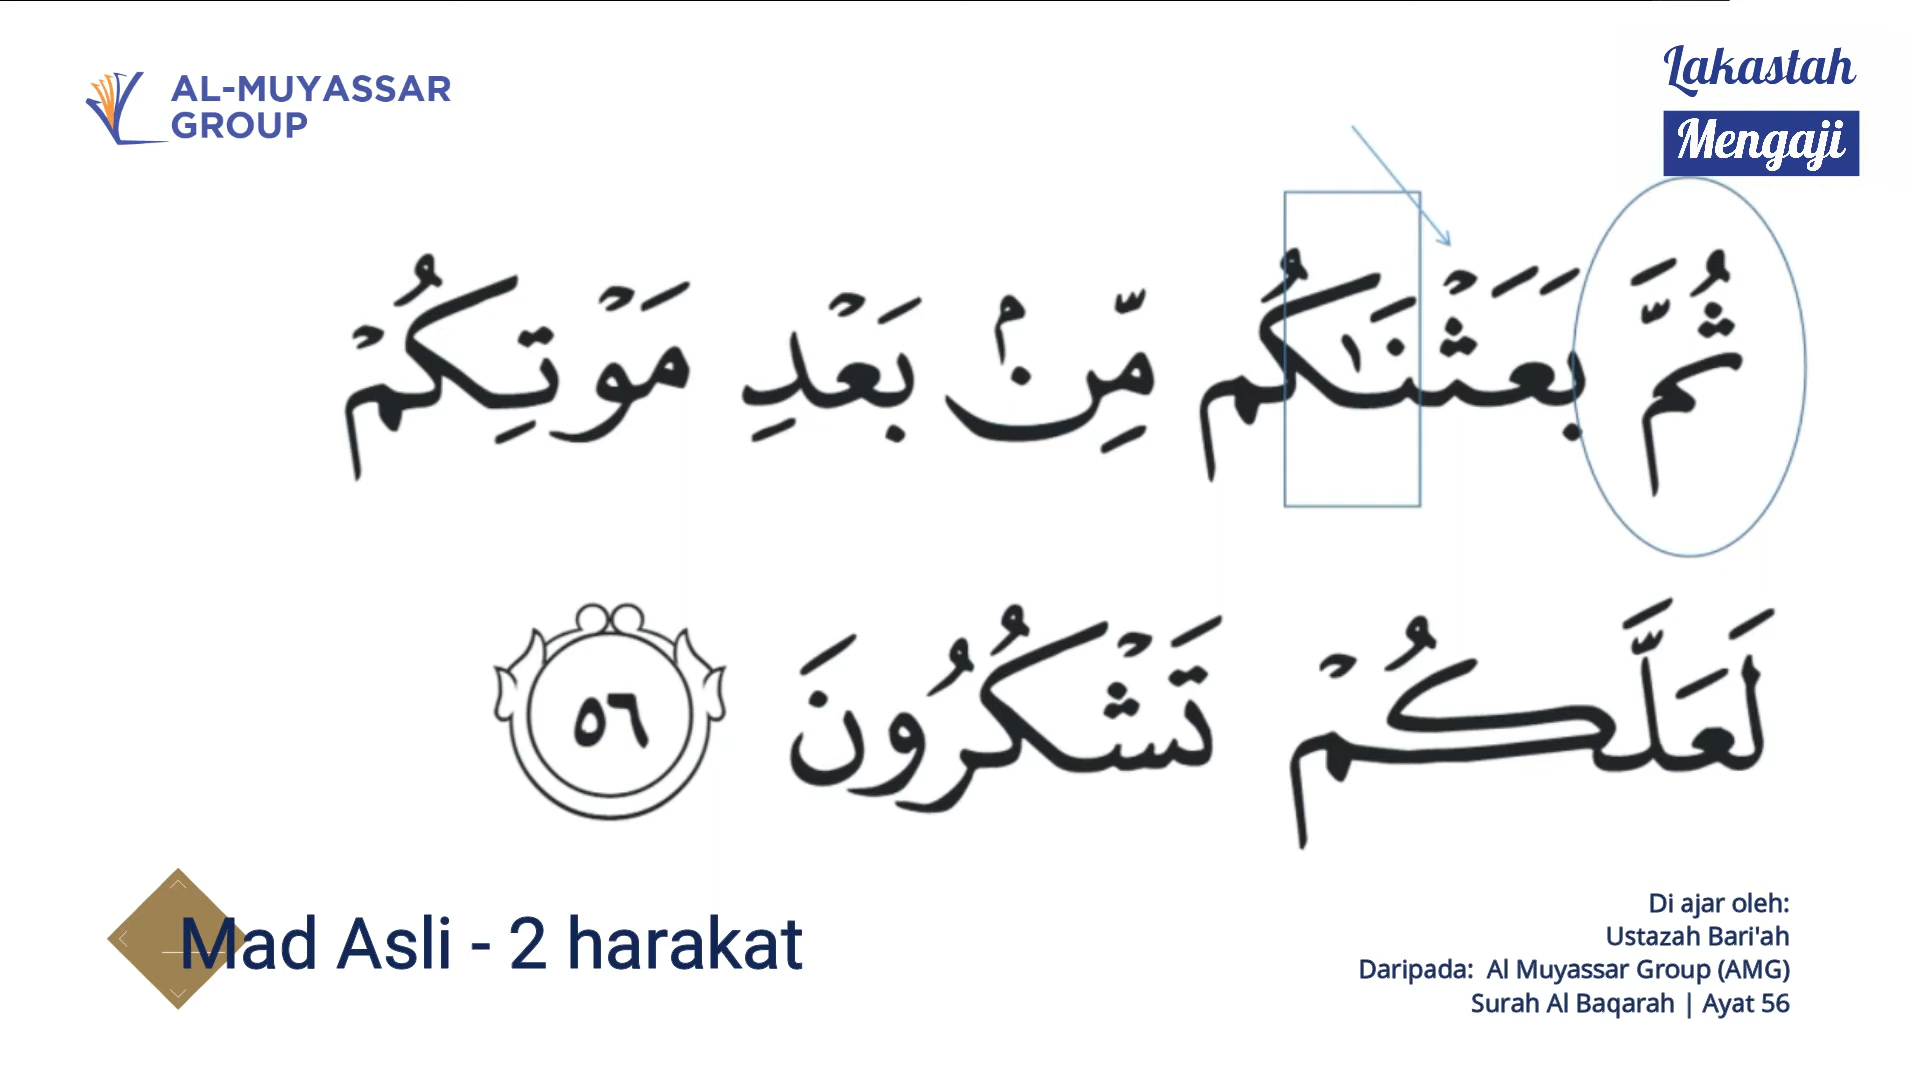 AL-MUYASSAR
GROUP
Lakastah
Mengaji
ثُمَّ بَعَثْنَـٰكُم مِّنۢ بَعْدِ مَوْتِكُمْ
لَعَلَّكُمْ تَشْكُرُونَ ٥٦
Mad Asli - 2 harakat
Di ajar oleh:
Ustazah Bari'ah
Daripada: Al Muyassar Group (AMG)
Surah Al Baqarah | Ayat 56